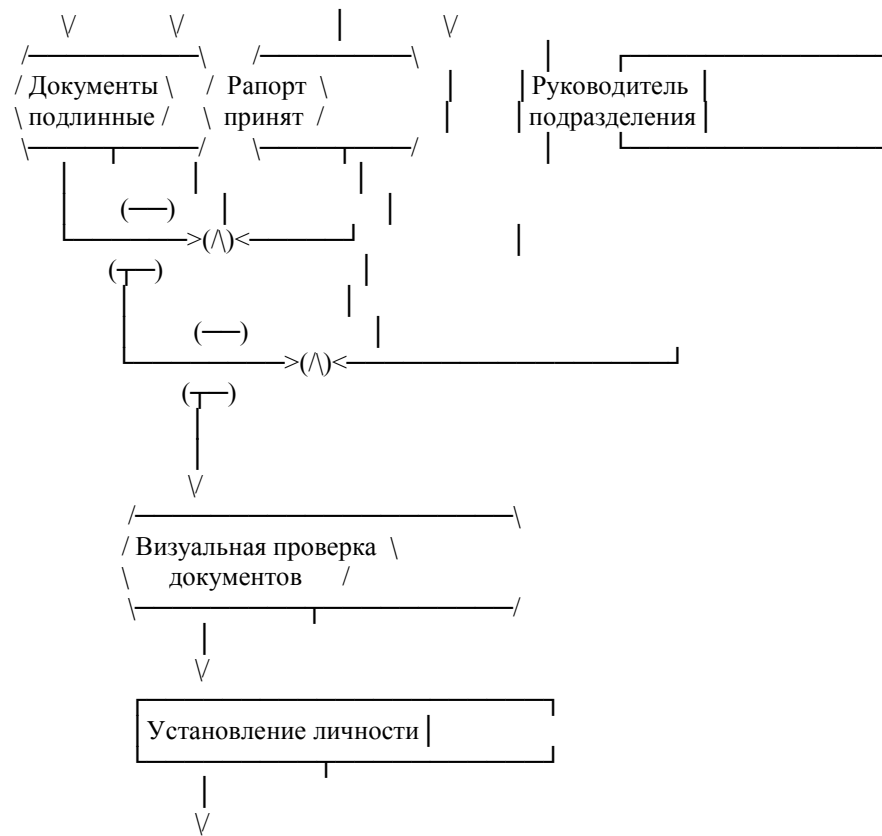 Документы Рапорт Руководитель
подлинные принят подразделения
Визуальная проверка
документов
Установление личности